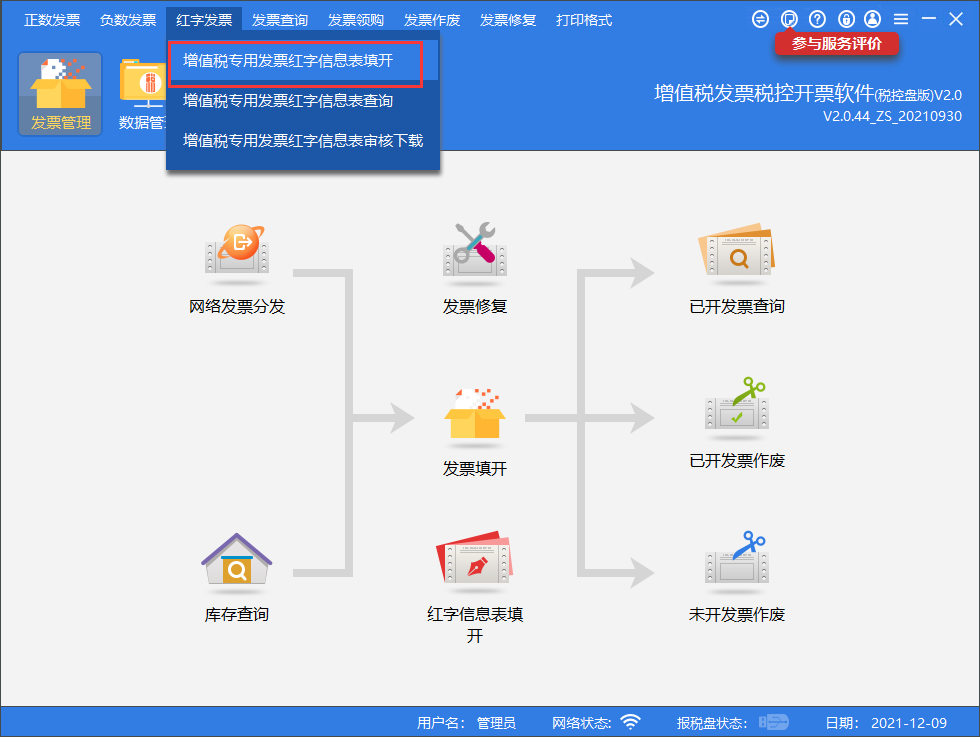 正数发票 负数发票 红字发票 发票查询 发票领购 发票作废 发票修复 打印格式
参与服务评价
增值税专用发票红字信息表填开
增值税专用发票红字信息表查询
增值税专用发票红字信息表审核下载
发票管理 数据管
增值税发票税控开票软件(税控盘版)V2.0
V2.0.44_ZS_20210930
网络发票分发 发票修复 已开发票查询
发票填开 已开发票作废
库存查询 红字信息表填 未开发票作废
开
用户名: 管理员 网络状态: 报税盘状态: 日期: 2021-12-09